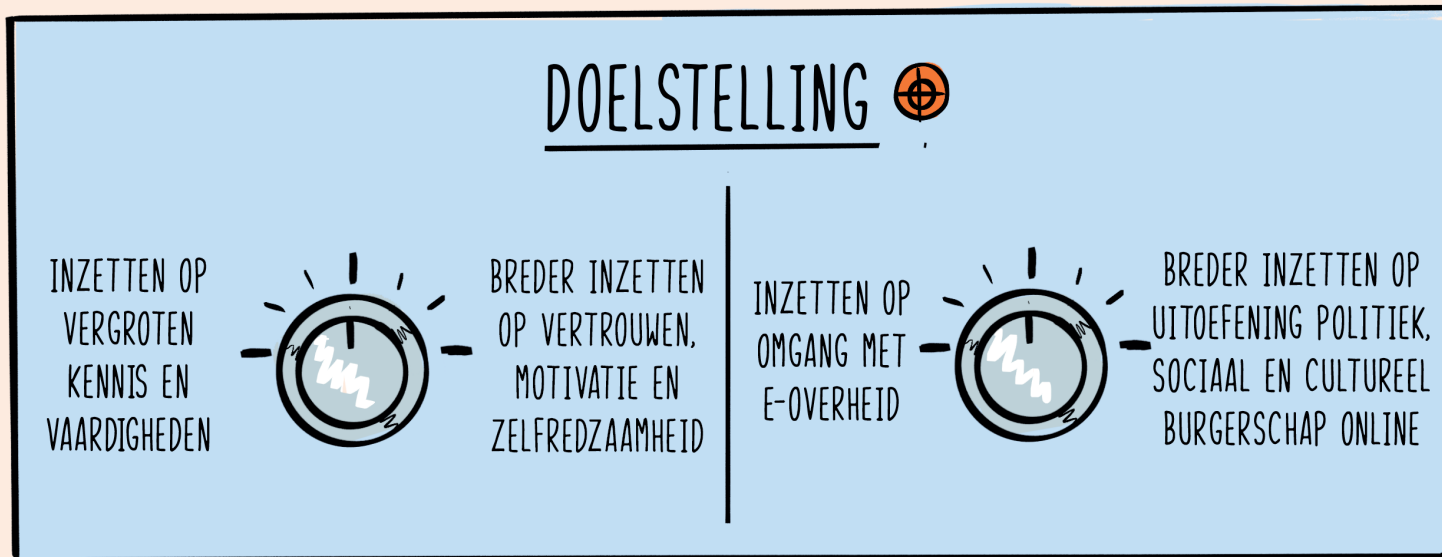 DOELSTELLING
INZETTEN OP
VERGROTEN
KENNIS EN
VAARDIGHEDEN
BREDER INZETTEN
OP VERTROUWEN,
MOTIVATIE EN
ZELFREDZAAMHEID
INZETTEN OP
OMGANG MET
E-OVERHEID
BREDER INZETTEN OP
UITOEFENING POLITIEK,
SOCIAAL EN CULTUREEL
BURGERSCHAP ONLINE